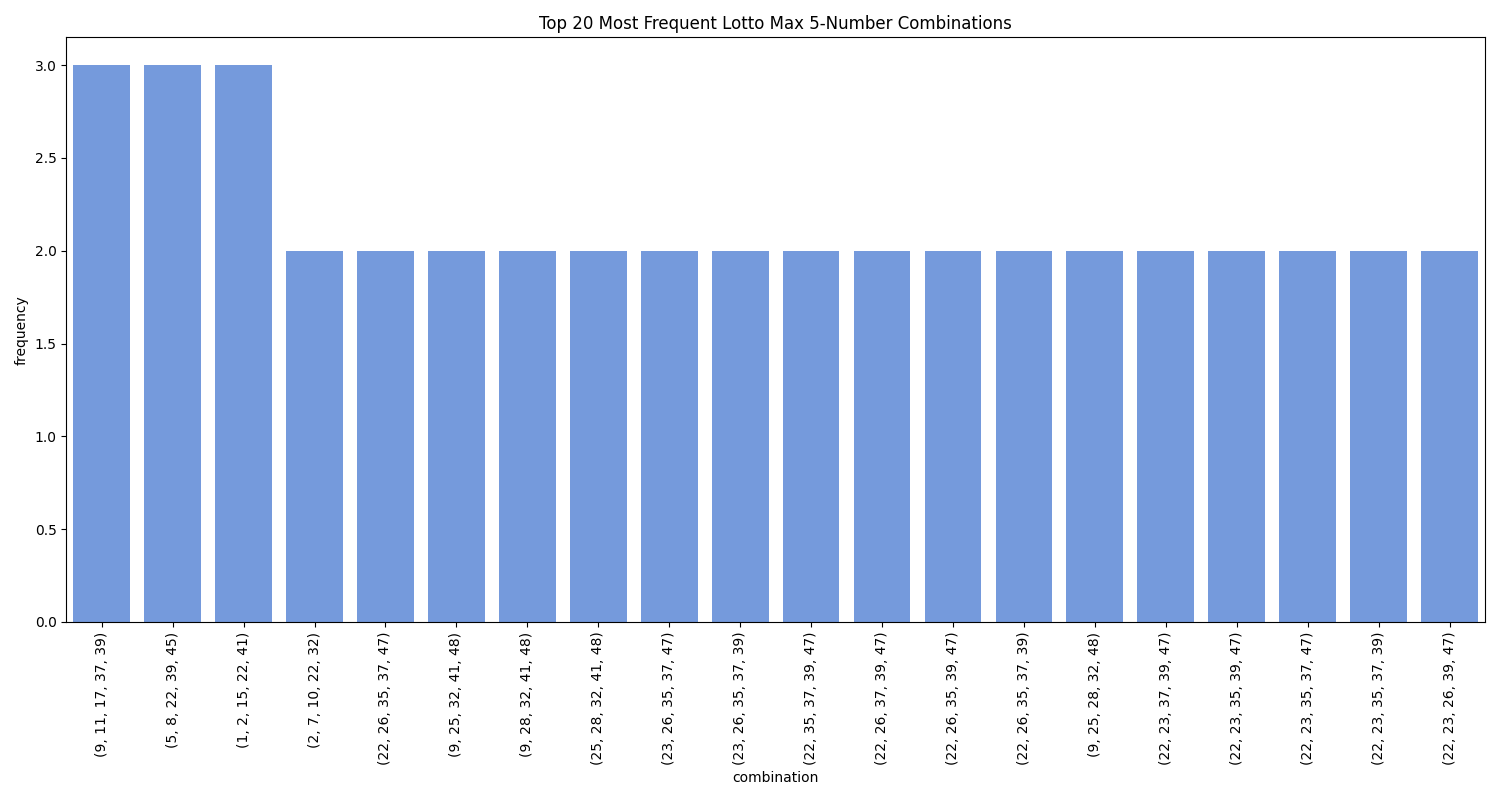 Top 20 Most Frequent Lotto Max 5-Number Combinations
3.0
2.5
2.0
1.5
1.0
0.5
0.0
frequency
(9, 11, 17, 37, 39)
(5, 8, 22, 39, 45)
(1, 2, 15, 22, 41)
(2, 7, 10, 22, 32)
(22, 26, 35, 37, 47)
(9, 25, 32, 41, 48)
(9, 28, 32, 41, 48)
(25, 28, 32, 41, 48)
(23, 26, 35, 37, 47)
(23, 26, 35, 37, 39)
(22, 35, 37, 39, 47)
(22, 26, 37, 39, 47)
(22, 26, 35, 39, 47)
(22, 26, 35, 37, 39)
(9, 25, 28, 32, 48)
(22, 23, 37, 39, 47)
(22, 23, 35, 39, 47)
(22, 23, 35, 37, 47)
(22, 23, 35, 37, 39)
(22, 23, 26, 39, 47)
combination